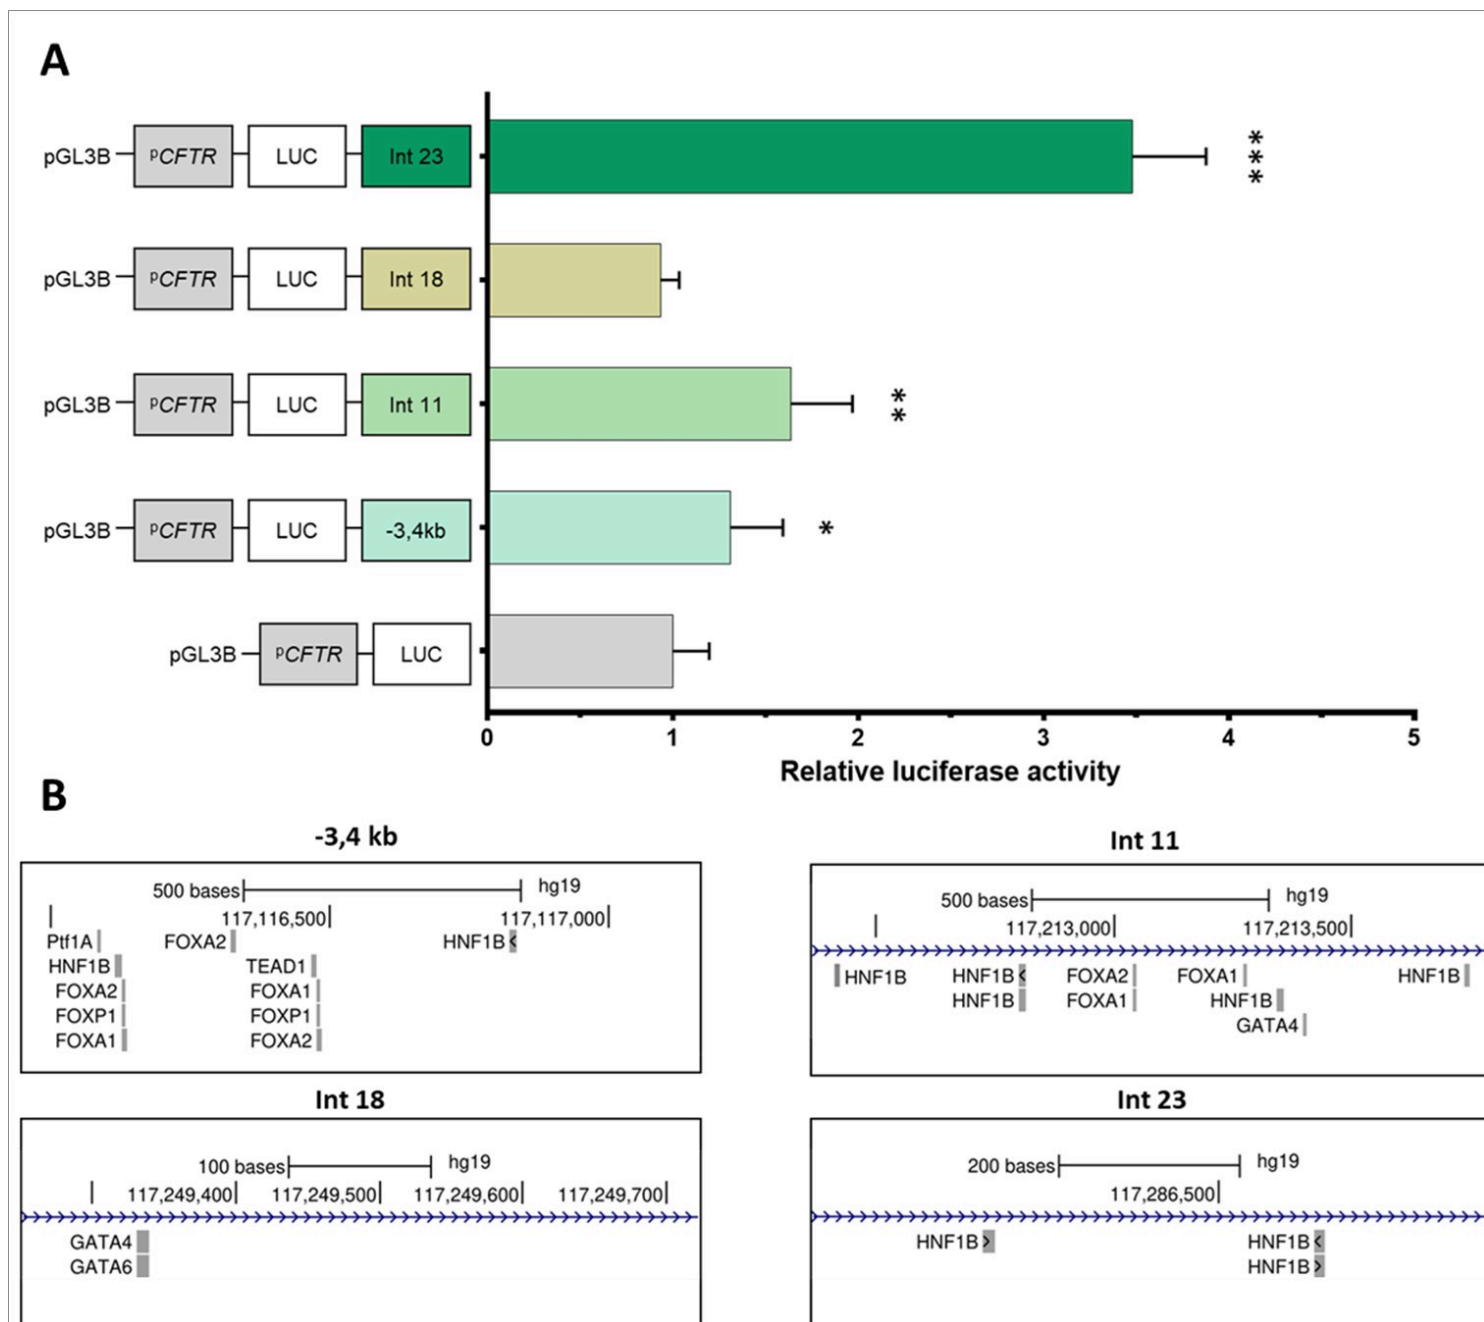 A
pGL3B pCFTR LUC Int 23 ***
pGL3B pCFTR LUC Int 18
pGL3B pCFTR LUC Int 11 **
pGL3B pCFTR LUC -3,4kb *
pGL3B pCFTR LUC
0 1 2 3 4 5
Relative luciferase activity
B
-3,4 kb
500 bases hg19
117,116,500 117,117,000
Ptf1A FOXA2 HNF1B
HNF1B TEAD1
FOXA2 FOXA1
FOXP1 FOXP1
FOXA1 FOXA2
Int 11
500 bases hg19
117,213,000 117,213,500
HNF1B HNF1B FOXA2 FOXA1 HNF1B
HNF1B FOXA1 HNF1B
GATA4
Int 18
100 bases hg19
117,249,400 117,249,500 117,249,600 117,249,700
GATA4
GATA6
Int 23
200 bases hg19
117,286,500
HNF1B HNF1B
HNF1B